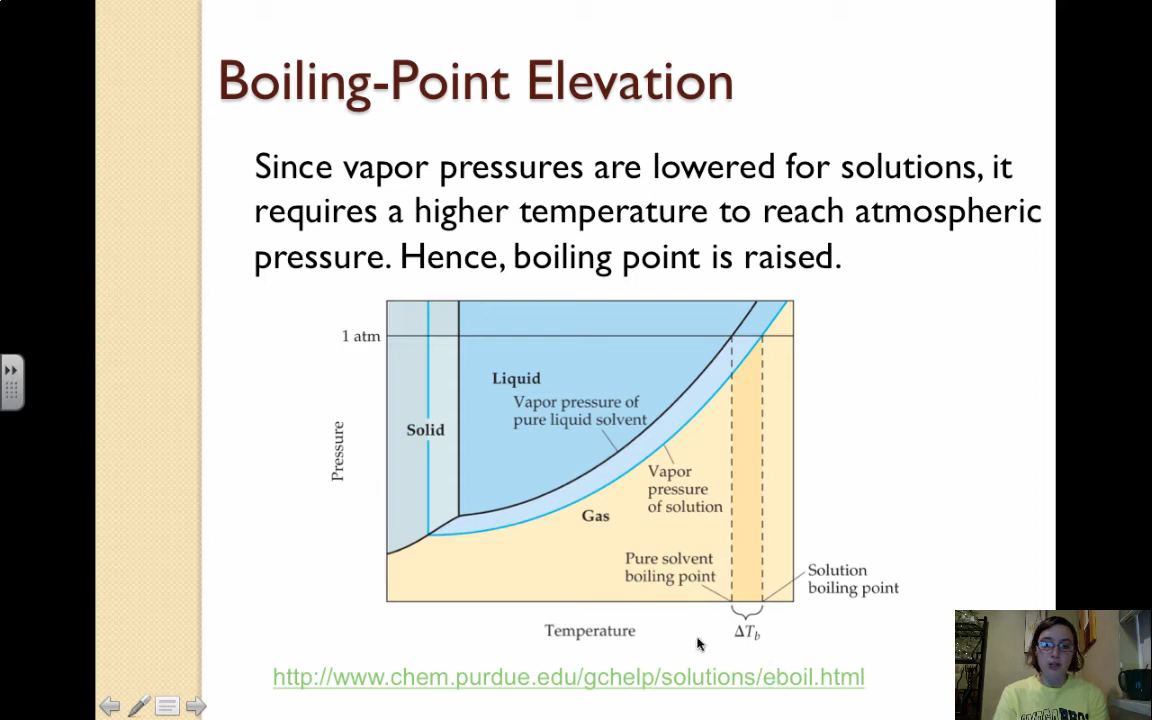 Boiling-Point Elevation
Since vapor pressures are lowered for solutions, it
requires a higher temperature to reach atmospheric
pressure. Hence, boiling point is raised.
1 atm
Liquid
Vapor pressure of
pure liquid solvent
Solid
Pressure
Vapor
pressure
of solution
Gas
Pure solvent
boiling point
Solution
boiling point
Temperature
ΔTb
http://www.chem.purdue.edu/gchelp/solutions/eboil.html